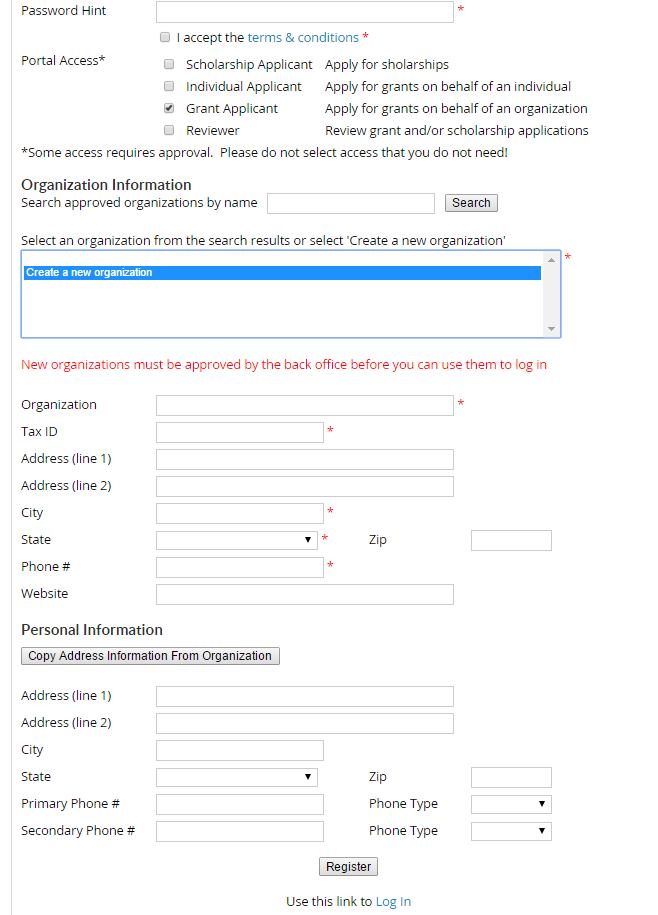 Password Hint *
I accept the terms & conditions *
Portal Access*
Scholarship Applicant Apply for sholarships
Individual Applicant Apply for grants on behalf of an individual
Grant Applicant Apply for grants on behalf of an organization
Reviewer Review grant and/or scholarship applications
*Some access requires approval. Please do not select access that you do not need!
Organization Information
Search approved organizations by name Search
Select an organization from the search results or select 'Create a new organization'
*
Create a new organization
New organizations must be approved by the back office before you can use them to log in
Organization *
Tax ID *
Address (line 1)
Address (line 2)
City *
State * Zip
Phone # *
Website
Personal Information
Copy Address Information From Organization
Address (line 1)
Address (line 2)
City
State Zip
Primary Phone # Phone Type
Secondary Phone # Phone Type
Register
Use this link to Log In